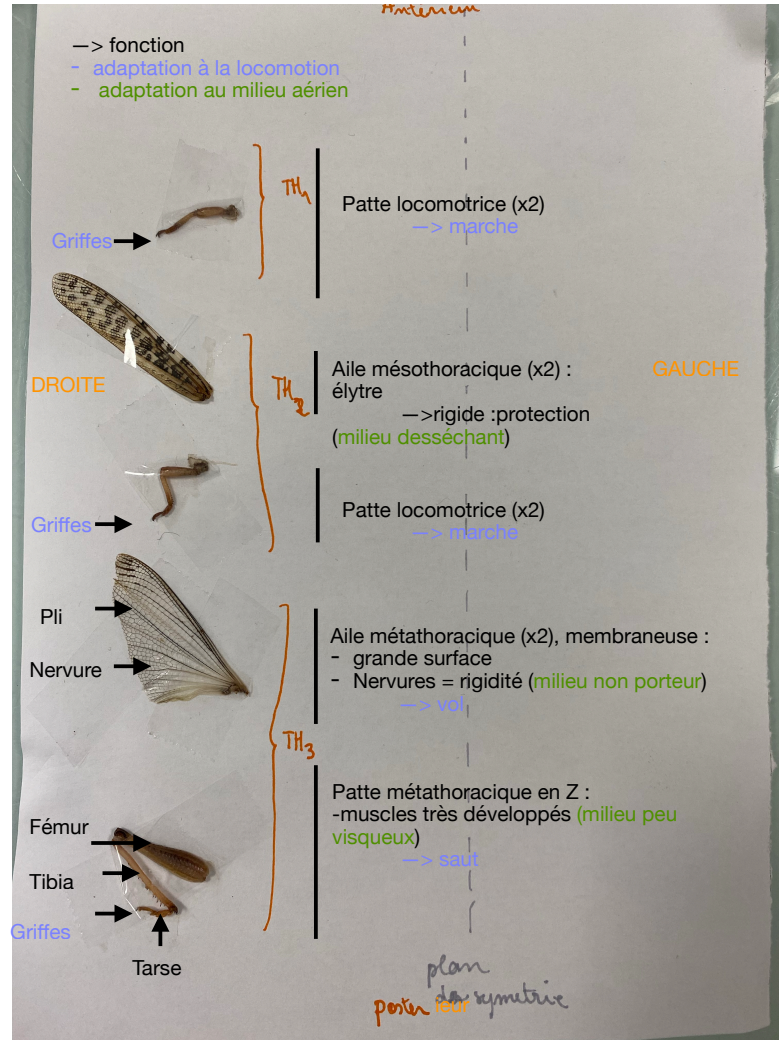 Antérieur
—> fonction
- adaptation à la locomotion
- adaptation au milieu aérien
TH1
Patte locomotrice (x2)
—> marche
Griffes
DROITE
TH2
Aile mésothoracique (x2) :
élytre
—>rigide :protection
(milieu desséchant)
GAUCHE
Patte locomotrice (x2)
—> marche
Griffes
Pli
Nervure
Aile métathoracique (x2), membraneuse :
- grande surface
- Nervures = rigidité (milieu non porteur)
—> vol
TH3
Patte métathoracique en Z :
-muscles très développés (milieu peu
visqueux)
—> saut
Fémur
Tibia
Griffes
Tarse
plan
de symetrie
posterieur